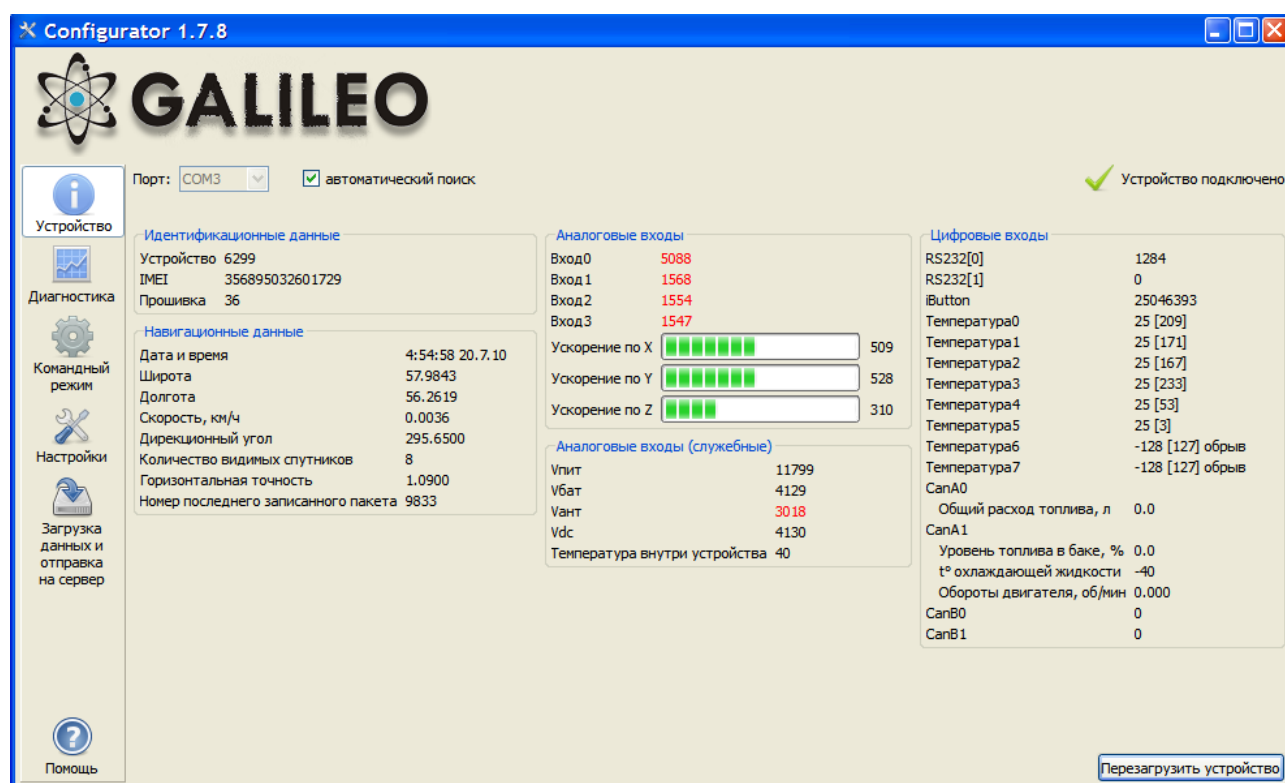 Configurator 1.7.8
GALILEO
Порт: COM3 автоматический поиск
Устройство подключено
Устройство
Диагностика
Командный
режим
Настройки
Загрузка
данных и
отправка
на сервер
Помощь
Идентификационные данные
Устройство 6299
IMEI 356895032601729
Прошивка 36
Навигационные данные
Дата и время 4:54:58 20.7.10
Широта 57.9843
Долгота 56.2619
Скорость, км/ч 0.0036
Дирекционный угол 295.6500
Количество видимых спутников 8
Горизонтальная точность 1.0900
Номер последнего записанного пакета 9833
Аналоговые входы
Вход0 5088
Вход1 1568
Вход2 1554
Вход3 1547
Ускорение по X 509
Ускорение по Y 528
Ускорение по Z 310
Аналоговые входы (служебные)
Vпит 11799
Vбат 4129
Vант 3018
Vdc 4130
Температура внутри устройства 40
Цифровые входы
RS232[0] 1284
RS232[1] 0
iButton 25046393
Температура0 25 [209]
Температура1 25 [171]
Температура2 25 [167]
Температура3 25 [233]
Температура4 25 [53]
Температура5 25 [3]
Температура6 -128 [127] обрыв
Температура7 -128 [127] обрыв
CanA0
Общий расход топлива, л 0.0
CanA1
Уровень топлива в баке, % 0.0
t° охлаждающей жидкости -40
Обороты двигателя, об/мин 0.000
CanB0 0
CanB1 0
Перезагрузить устройство